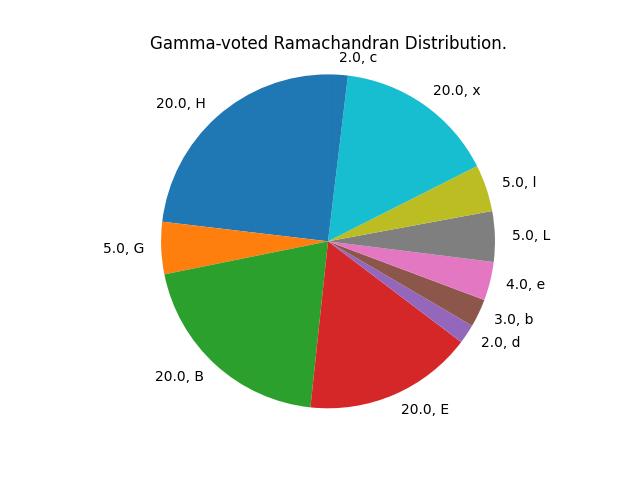 Gamma-voted Ramachandran Distribution.
2.0, c
20.0, x
20.0, H
5.0, l
5.0, L
5.0, G
4.0, e
3.0, b
2.0, d
20.0, B
20.0, E